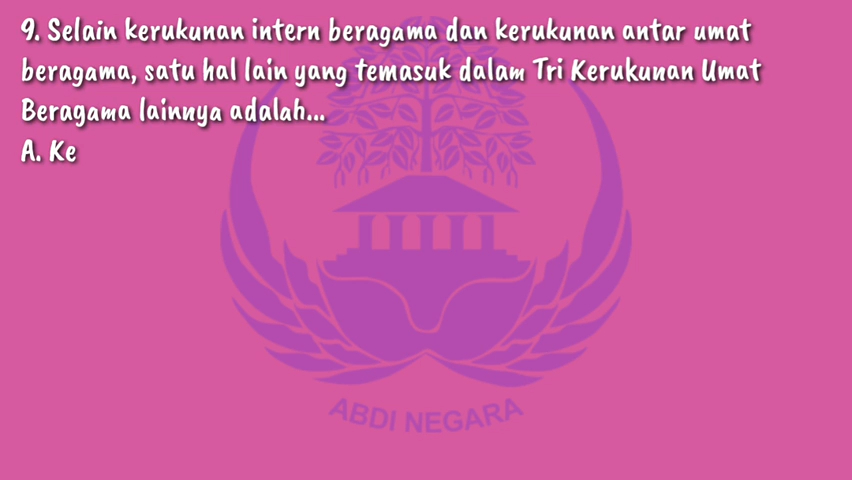 9. Selain kerukunan intern beragama dan kerukunan antar umat
beragama, satu hal lain yang temasuk dalam Tri Kerukunan Umat
Beragama lainnya adalah...
A. Ke
ABDI NEGARA